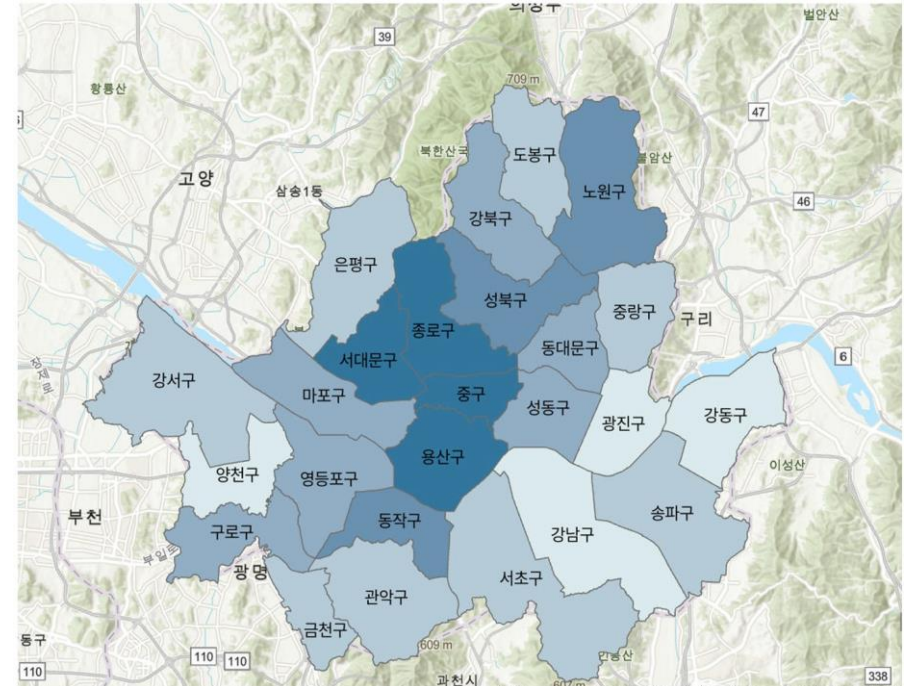 39
벌안산
황룡산
709 m
47
북한산국
도봉구
불암산
고양
삼송1동
노원구
46
강북구
은평구
성북구
중랑구
구리
종로구
동대문구
6
서대문구
강서구
마포구
중구
성동구
강동구
광진구
용산구
이성산
양천구
영등포구
부천
동작구
송파구
구로구
강남구
광명
서초구
관악구
금천구
609 m
동구
110
110
110
과천시
338